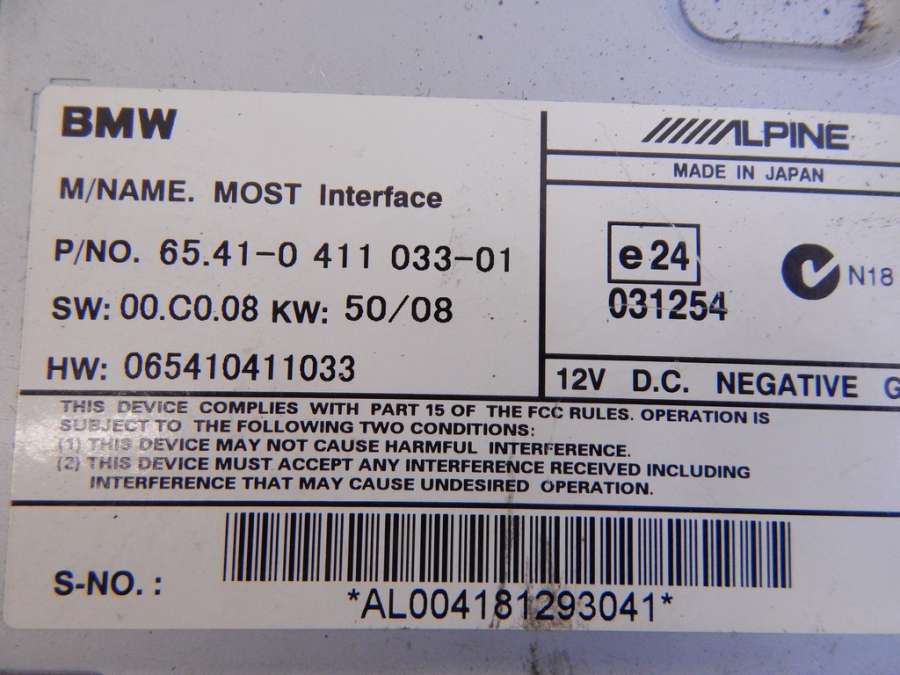 BMW
M/NAME. MOST Interface
P/NO. 65.41-0 411 033-01
SW: 00.C0.08 KW: 50/08
HW: 065410411033
ALPINE
MADE IN JAPAN
e24
031254
N18
12V D.C. NEGATIVE G
THIS DEVICE COMPLIES WITH PART 15 OF THE FCC RULES. OPERATION IS
SUBJECT TO THE FOLLOWING TWO CONDITIONS:
(1) THIS DEVICE MAY NOT CAUSE HARMFUL INTERFERENCE.
(2) THIS DEVICE MUST ACCEPT ANY INTERFERENCE RECEIVED INCLUDING
INTERFERENCE THAT MAY CAUSE UNDESIRED OPERATION.
S-NO. :
*AL004181293041*